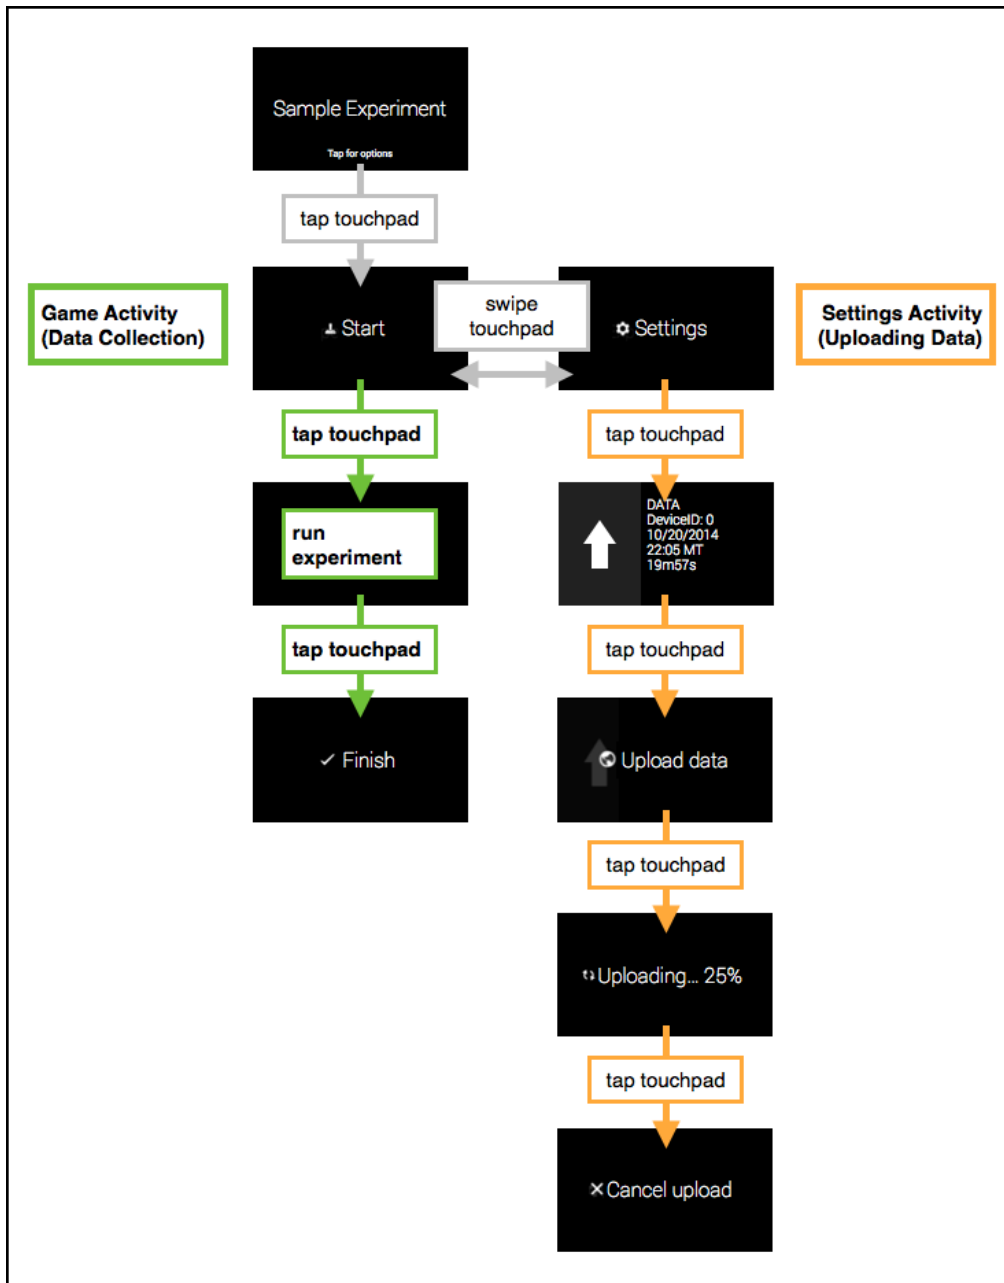 Sample Experiment
Tap for options
tap touchpad
Game Activity
(Data Collection)
Start
swipe
touchpad
Settings
Settings Activity
(Uploading Data)
tap touchpad
tap touchpad
run
experiment
DATA
DeviceID: 0
10/20/2014
22:05 MT
19m57s
tap touchpad
tap touchpad
Finish
Upload data
tap touchpad
Uploading... 25%
tap touchpad
Cancel upload